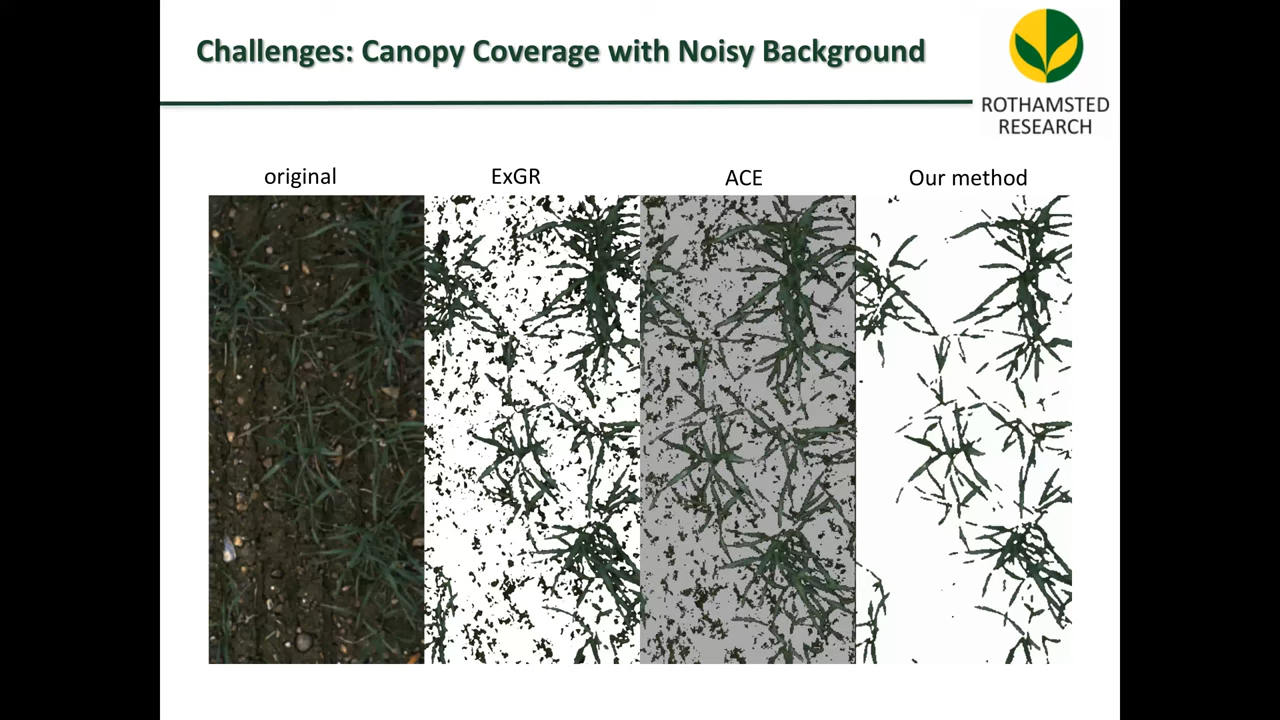 Challenges: Canopy Coverage with Noisy Background
ROTHAMSTED
RESEARCH
original
ExGR
ACE
Our method